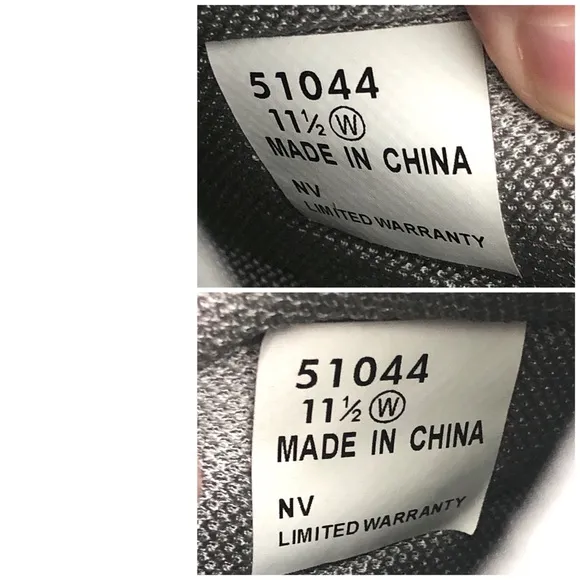 51044
11½ Ⓦ
MADE IN CHINA
NV
LIMITED WARRANTY
51044
11½ Ⓦ
MADE IN CHINA
NV
LIMITED WARRANTY